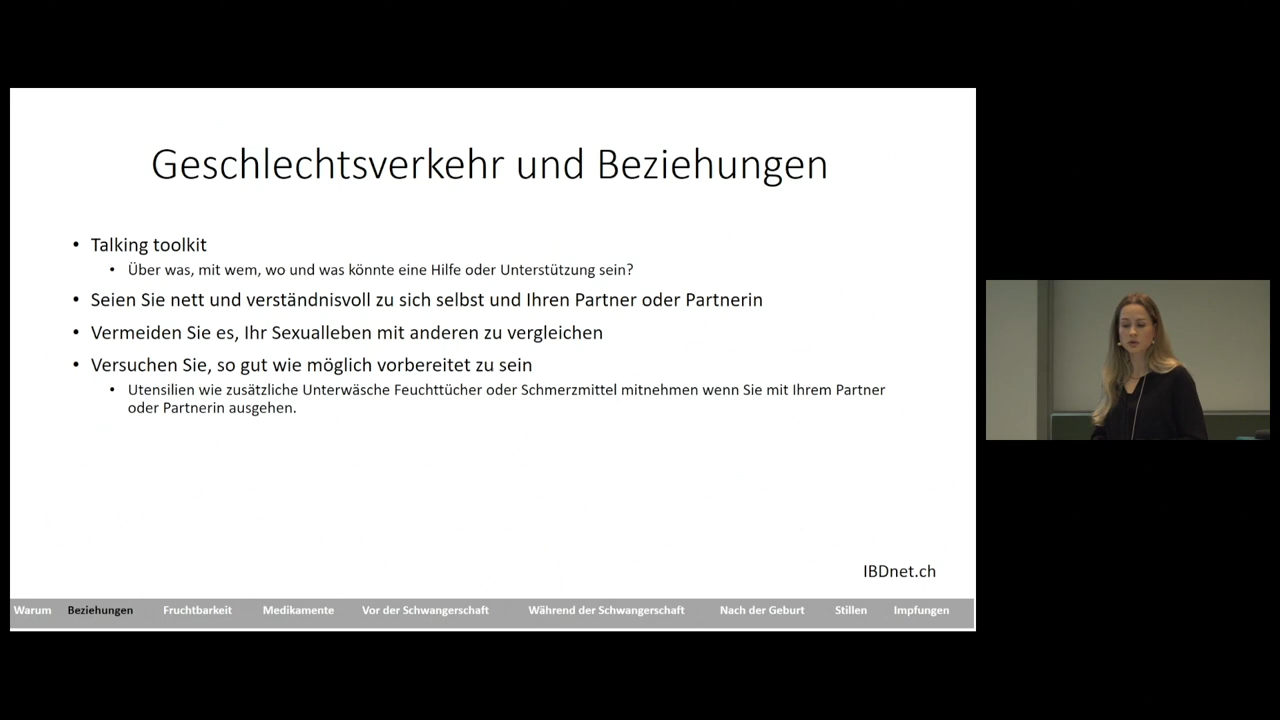 Geschlechtsverkehr und Beziehungen
• Talking toolkit
• Über was, mit wem, wo und was könnte eine Hilfe oder Unterstützung sein?
• Seien Sie nett und verständnisvoll zu sich selbst und Ihren Partner oder Partnerin
• Vermeiden Sie es, Ihr Sexualleben mit anderen zu vergleichen
• Versuchen Sie, so gut wie möglich vorbereitet zu sein
• Utensilien wie zusätzliche Unterwäsche Feuchttücher oder Schmerzmittel mitnehmen wenn Sie mit Ihrem Partner
oder Partnerin ausgehen.
IBDnet.ch
Warum Beziehungen Fruchtbarkeit Medikamente Vor der Schwangerschaft Während der Schwangerschaft Nach der Geburt Stillen Impfungen